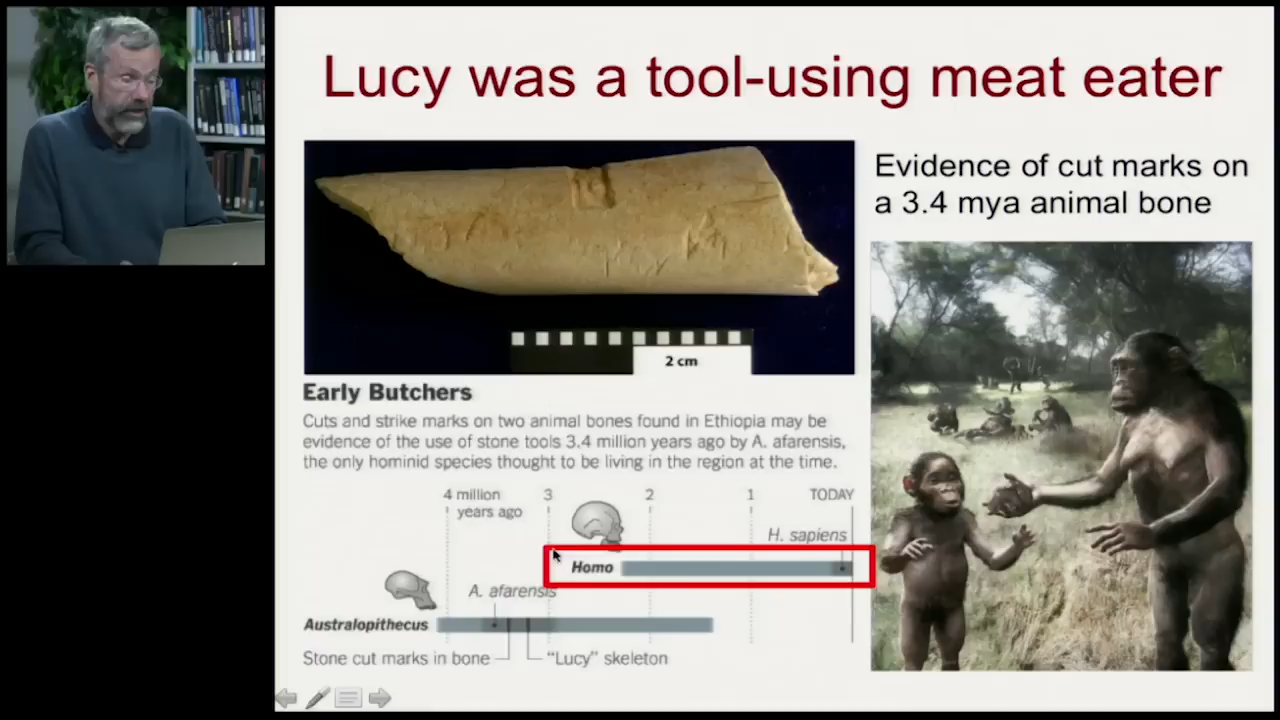 Lucy was a tool-using meat eater
Evidence of cut marks on
a 3.4 mya animal bone
2 cm
Early Butchers
Cuts and strike marks on two animal bones found in Ethiopia may be
evidence of the use of stone tools 3.4 million years ago by A. afarensis,
the only hominid species thought to be living in the region at the time.
4 million
years ago
3
2
1
TODAY
H. sapiens
Homo
A. afarensis
Australopithecus
Stone cut marks in bone
“Lucy” skeleton